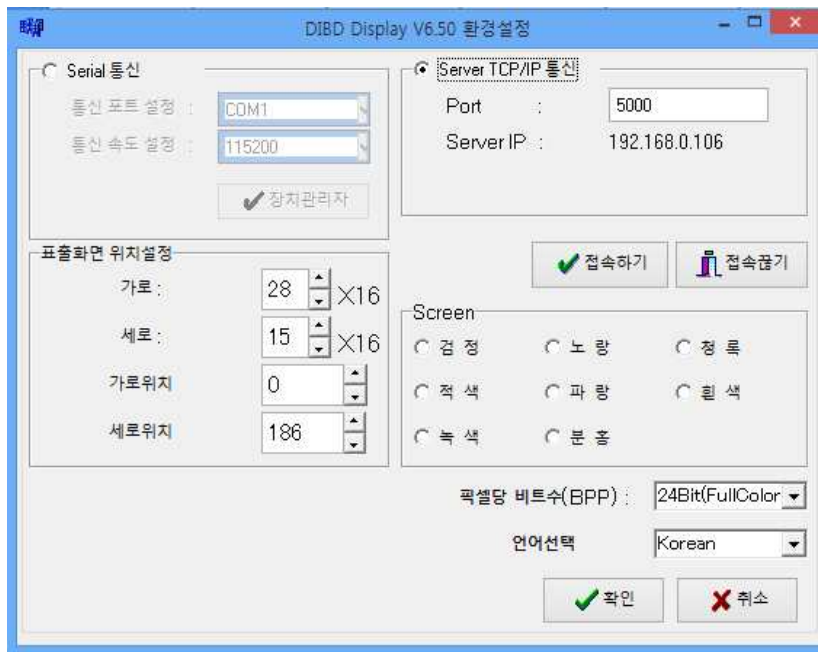 DIBD Display V6.50 환경설정
Serial 통신
통신 포트 설정 : COM1
통신 속도 설정 : 115200
장치관리자
Server TCP/IP 통신
Port : 5000
Server IP : 192.168.0.106
접속하기 접속끊기
표출화면 위치설정
가로 : 28 X16
세로 : 15 X16
가로위치 0
세로위치 186
Screen
검 정 노 랑 청 록
적 색 파 랑 흰 색
녹 색 분 홍
픽셀당 비트수(BPP) : 24Bit(FullColor
언어선택 Korean
확인 취소